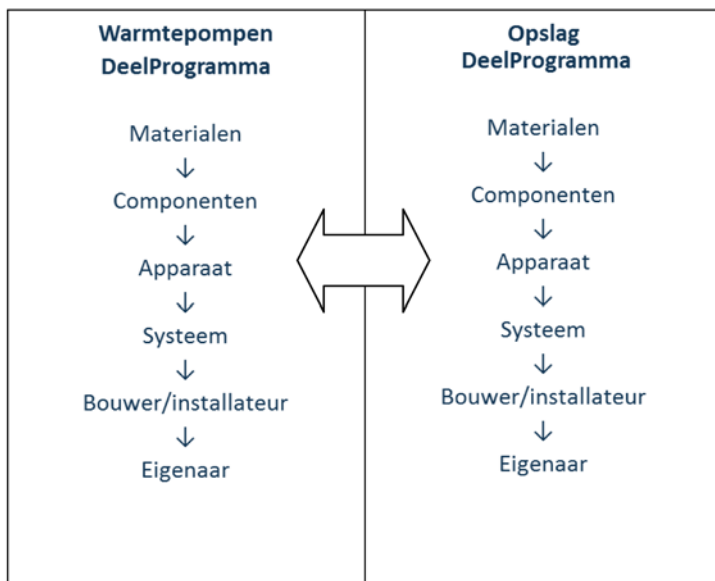 Warmtepompen
DeelProgramma
Materialen
↓
Componenten
↓
Apparaat
↓
Systeem
↓
Bouwer/installateur
↓
Eigenaar
Opslag
DeelProgramma
Materialen
↓
Componenten
↓
Apparaat
↓
Systeem
↓
Bouwer/installateur
↓
Eigenaar